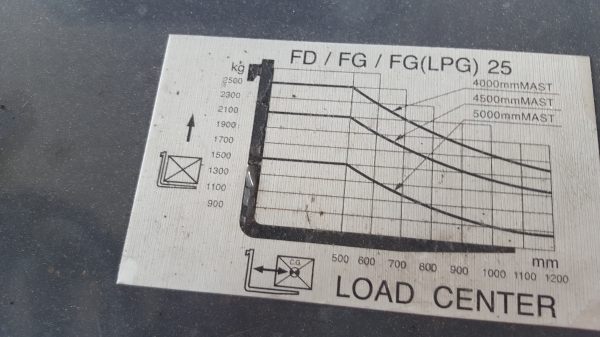 FD / FG / FG(LPG) 25
kg
2500
2300
2100
1900
1700
1500
1300
1100
900
4000mmMAST
4500mmMAST
5000mmMAST
mm
500 600 700 800 900 1000 1100 1200
C.G.
LOAD CENTER